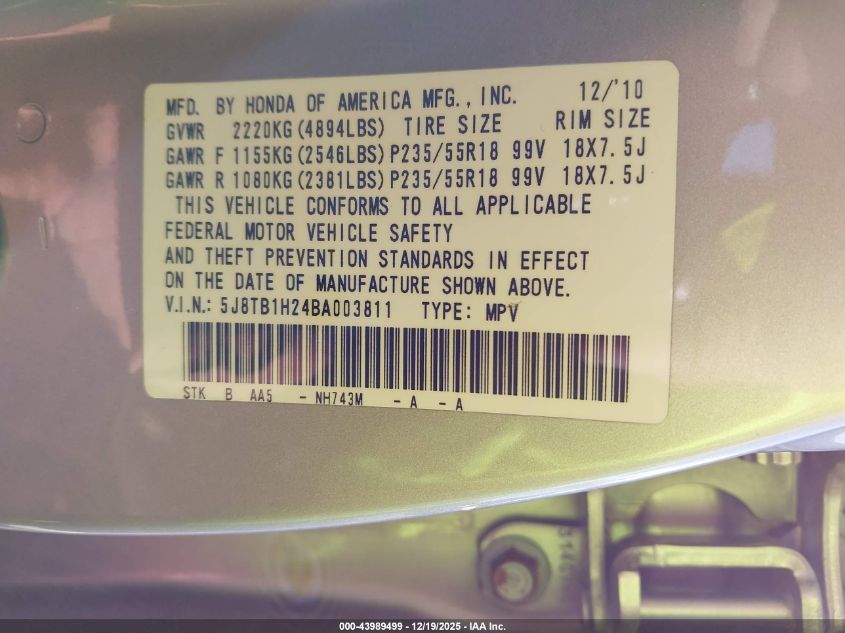 MFD. BY HONDA OF AMERICA MFG., INC. 12/'10
GVWR 2220KG(4894LBS) TIRE SIZE RIM SIZE
GAWR F 1155KG(2546LBS)P235/55R18 99V 18X7.5J
GAWR R 1080KG(2381LBS)P235/55R18 99V 18X7.5J
THIS VEHICLE CONFORMS TO ALL APPLICABLE
FEDERAL MOTOR VEHICLE SAFETY
AND THEFT PREVENTION STANDARDS IN EFFECT
ON THE DATE OF MANUFACTURE SHOWN ABOVE.
V.I.N.: 5J8TB1H24BA003811 TYPE: MPV
STK B AA5 - NH743M - A - A
000-43989499 - 12/19/2025 - IAA Inc.